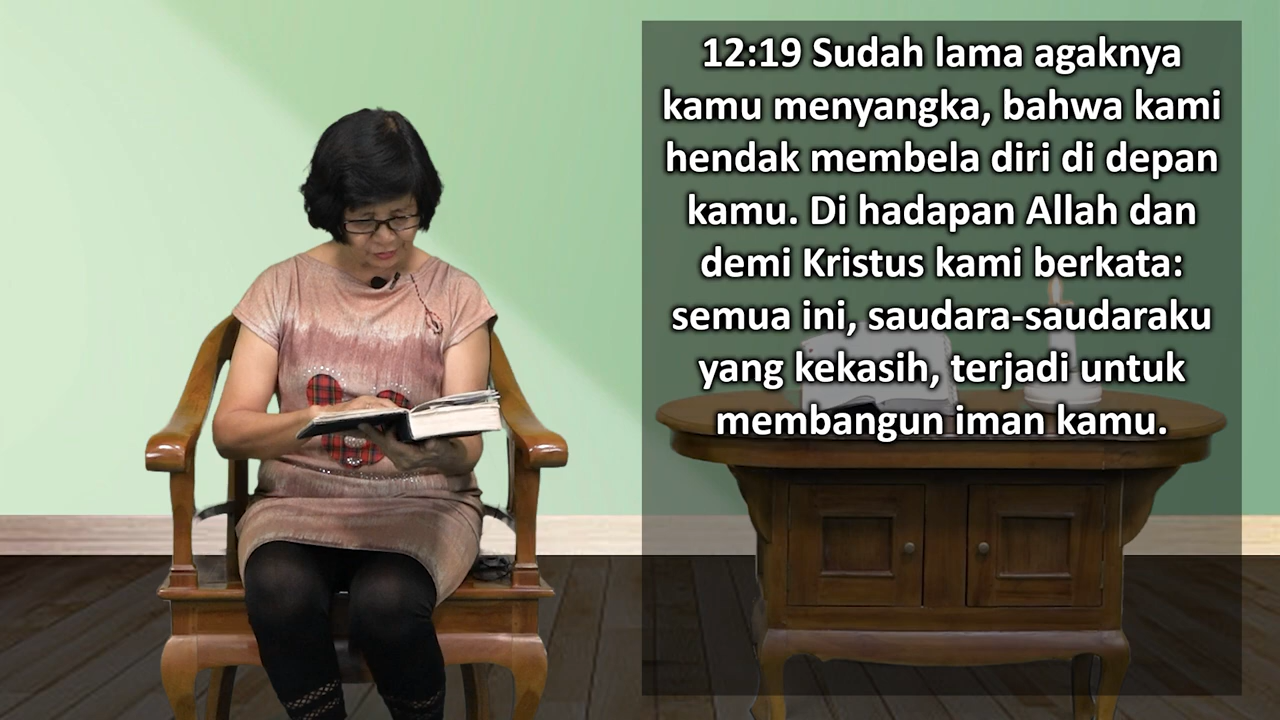 12:19 Sudah lama agaknya
kamu menyangka, bahwa kami
hendak membela diri di depan
kamu. Di hadapan Allah dan
demi Kristus kami berkata:
semua ini, saudara-saudaraku
yang kekasih, terjadi untuk
membangun iman kamu.